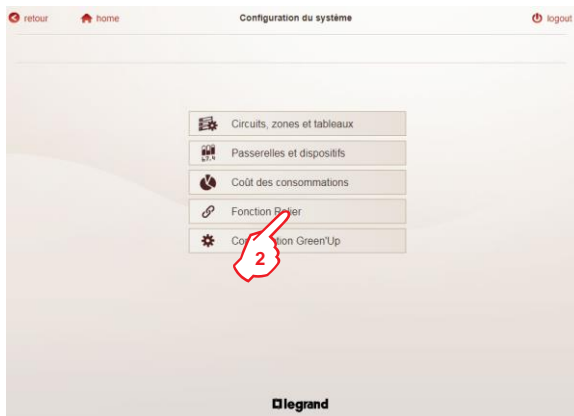 retour home Configuration du système logout
Circuits, zones et tableaux
Passerelles et dispositifs
Coût des consommations
Fonction Relier
Green'Up
2
legrand